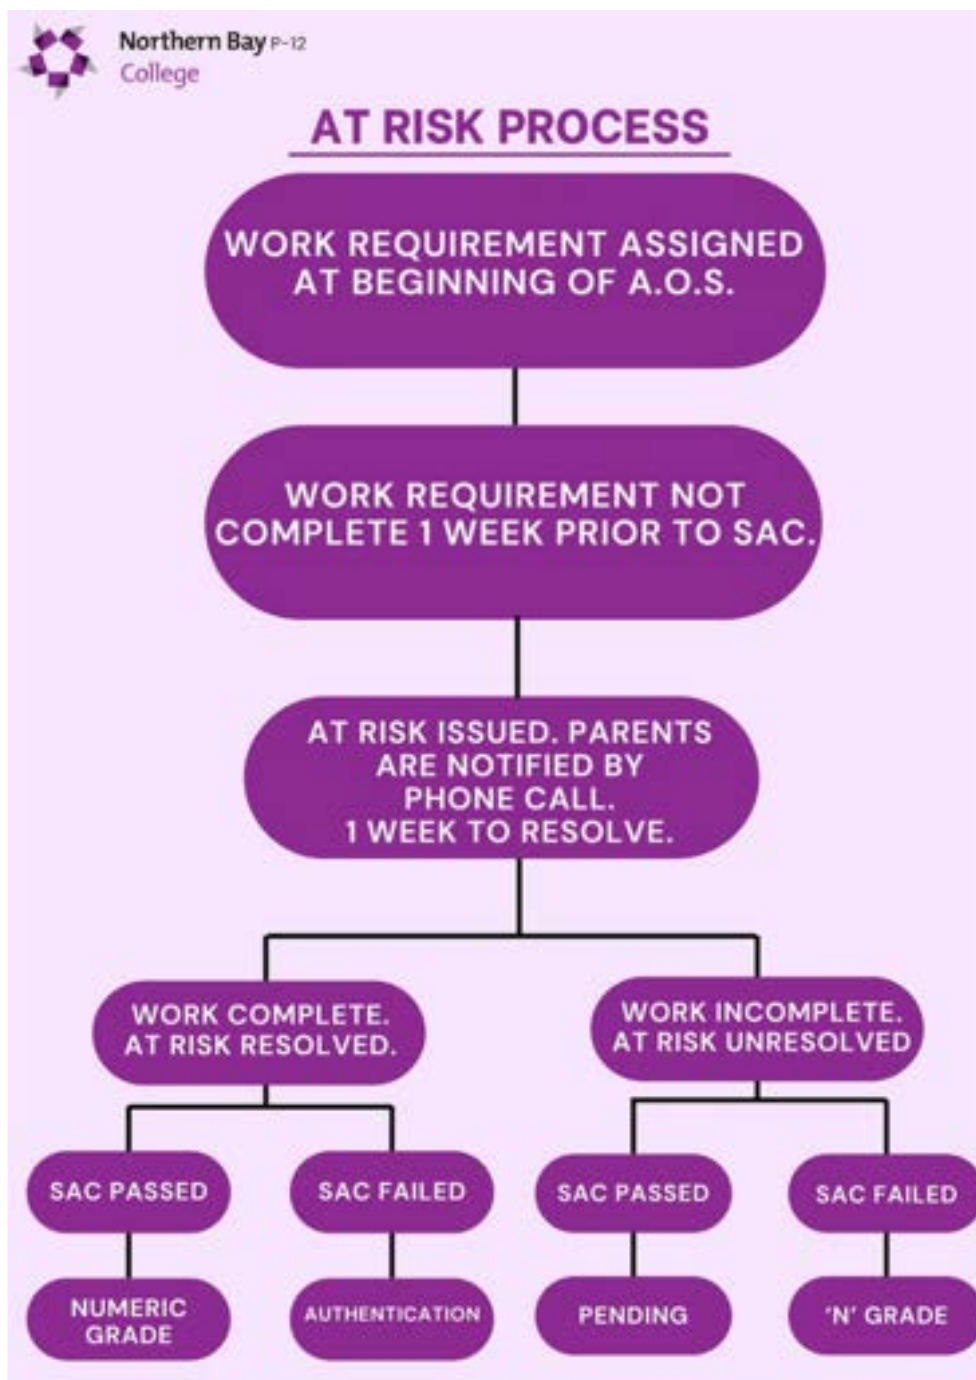 Northern Bay P-12
College
AT RISK PROCESS
WORK REQUIREMENT ASSIGNED
AT BEGINNING OF A.O.S.
WORK REQUIREMENT NOT
COMPLETE 1 WEEK PRIOR TO SAC.
AT RISK ISSUED. PARENTS
ARE NOTIFIED BY
PHONE CALL.
1 WEEK TO RESOLVE.
WORK COMPLETE.
AT RISK RESOLVED.
WORK INCOMPLETE.
AT RISK UNRESOLVED
SAC PASSED
SAC FAILED
SAC PASSED
SAC FAILED
NUMERIC
GRADE
AUTHENTICATION
PENDING
'N' GRADE